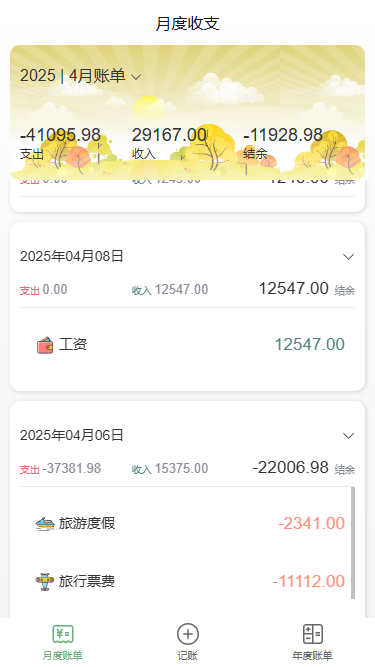 月度收支
2025 | 4月账单
-41095.98 29167.00 -11928.98
支出 收入 结余
支出 0.00 收入 1245.00 1245.00 结余
2025年04月08日
支出 0.00 收入 12547.00 12547.00 结余
工资 12547.00
2025年04月06日
支出 -37381.98 收入 15375.00 -22006.98 结余
旅游度假 -2341.00
旅行票费 -11112.00
月度账单 记账 年度账单